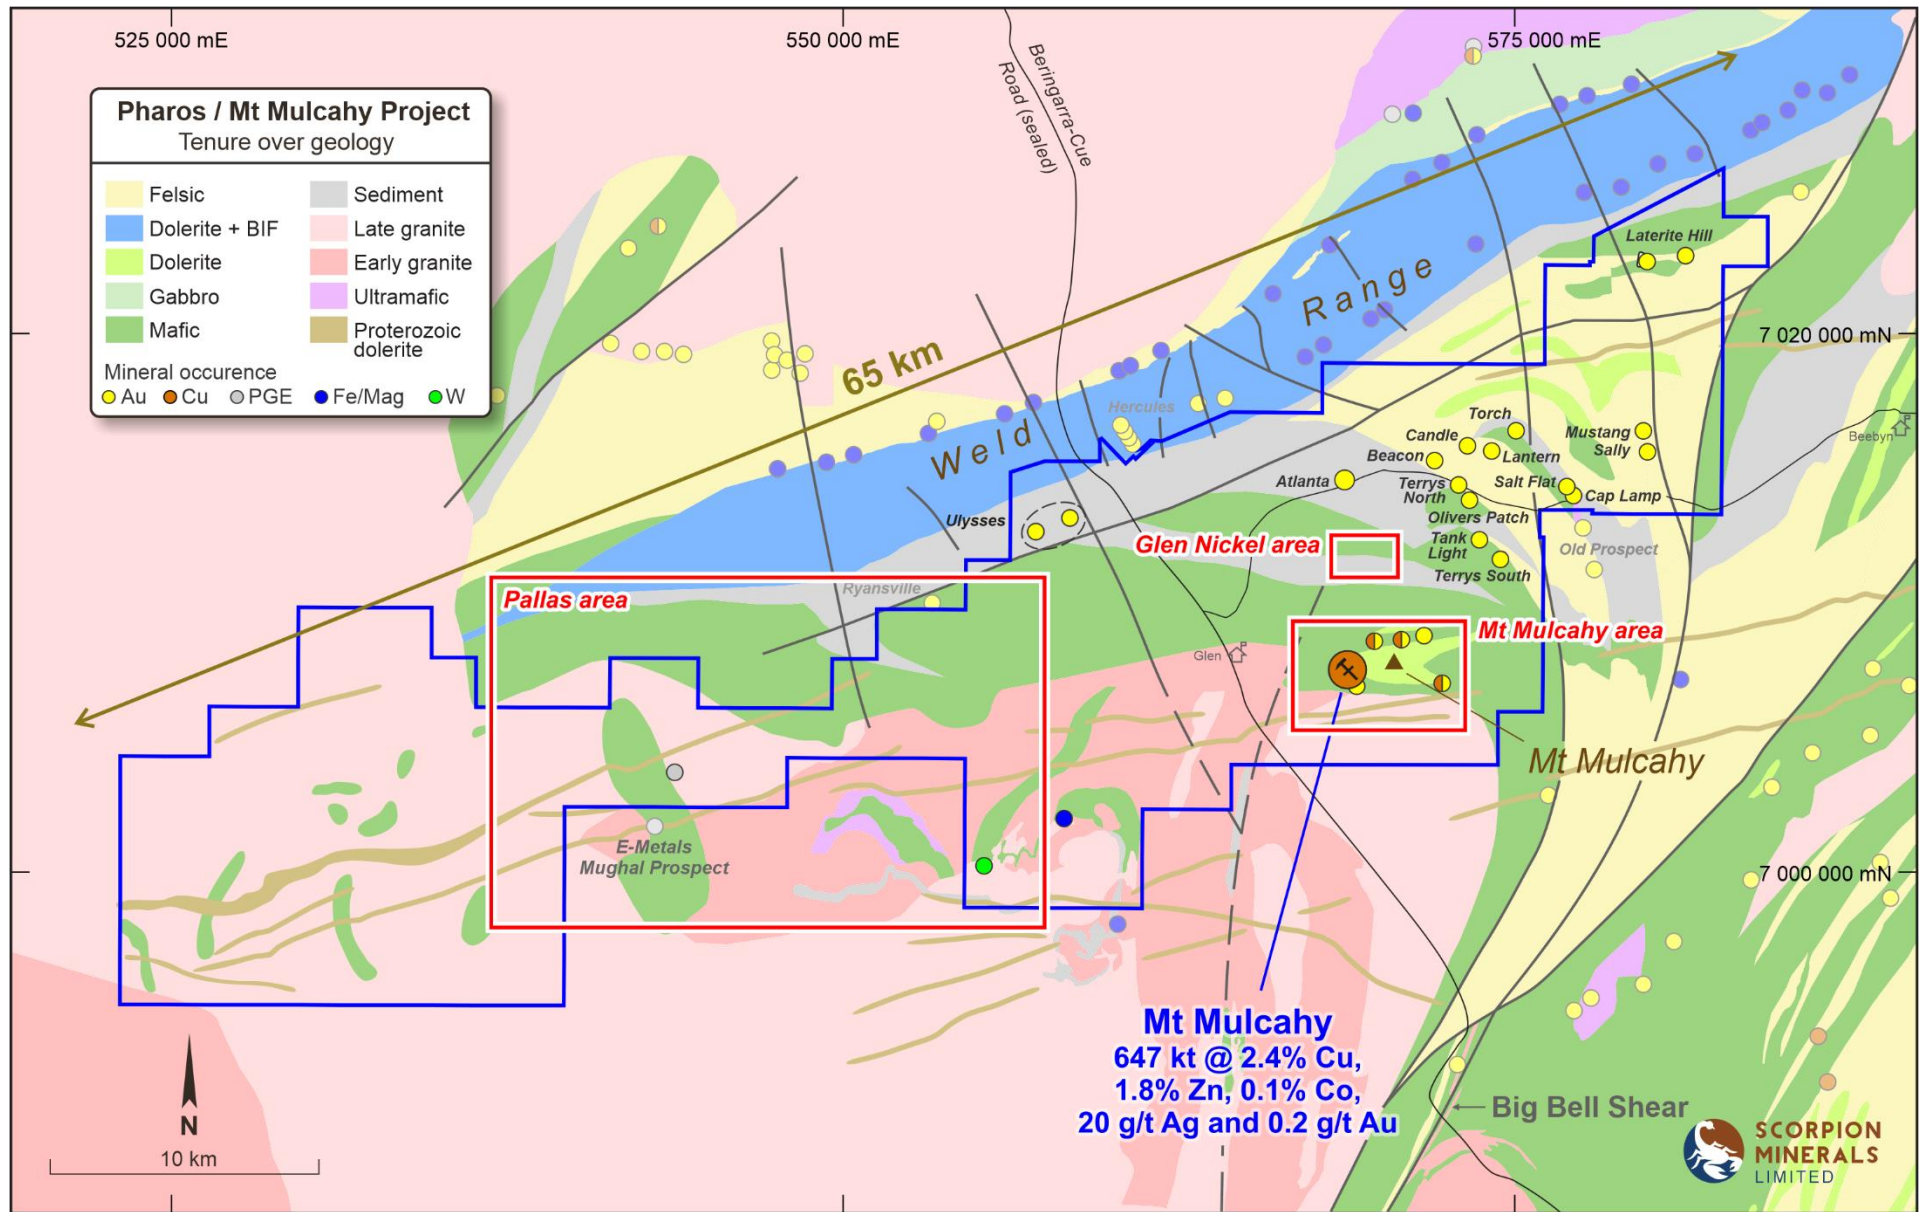 525 000 mE
550 000 mE
575 000 mE
Pharos / Mt Mulcahy Project
Tenure over geology
Felsic
Dolerite + BIF
Dolerite
Gabbro
Mafic
Sediment
Late granite
Early granite
Ultramafic
Proterozoic
dolerite
Mineral occurence
Au
Cu
PGE
Fe/Mag
W
Beringarra-Cue
Road (sealed)
65 km
Weld Range
Laterite Hill
7 020 000 mN
Hercules
Torch
Candle
Mustang
Sally
Beebyn
Beacon
Lantern
Atlanta
Terrys
North
Salt Flat
Cap Lamp
Ulysses
Olivers Patch
Glen Nickel area
Tank
Light
Old Prospect
Terrys South
Ryansville
Pallas area
Mt Mulcahy area
Glen
Mt Mulcahy
E-Metals
Mughal Prospect
7 000 000 mN
Mt Mulcahy
647 kt @ 2.4% Cu,
1.8% Zn, 0.1% Co,
20 g/t Ag and 0.2 g/t Au
Big Bell Shear
N
10 km
SCORPION
MINERALS
LIMITED